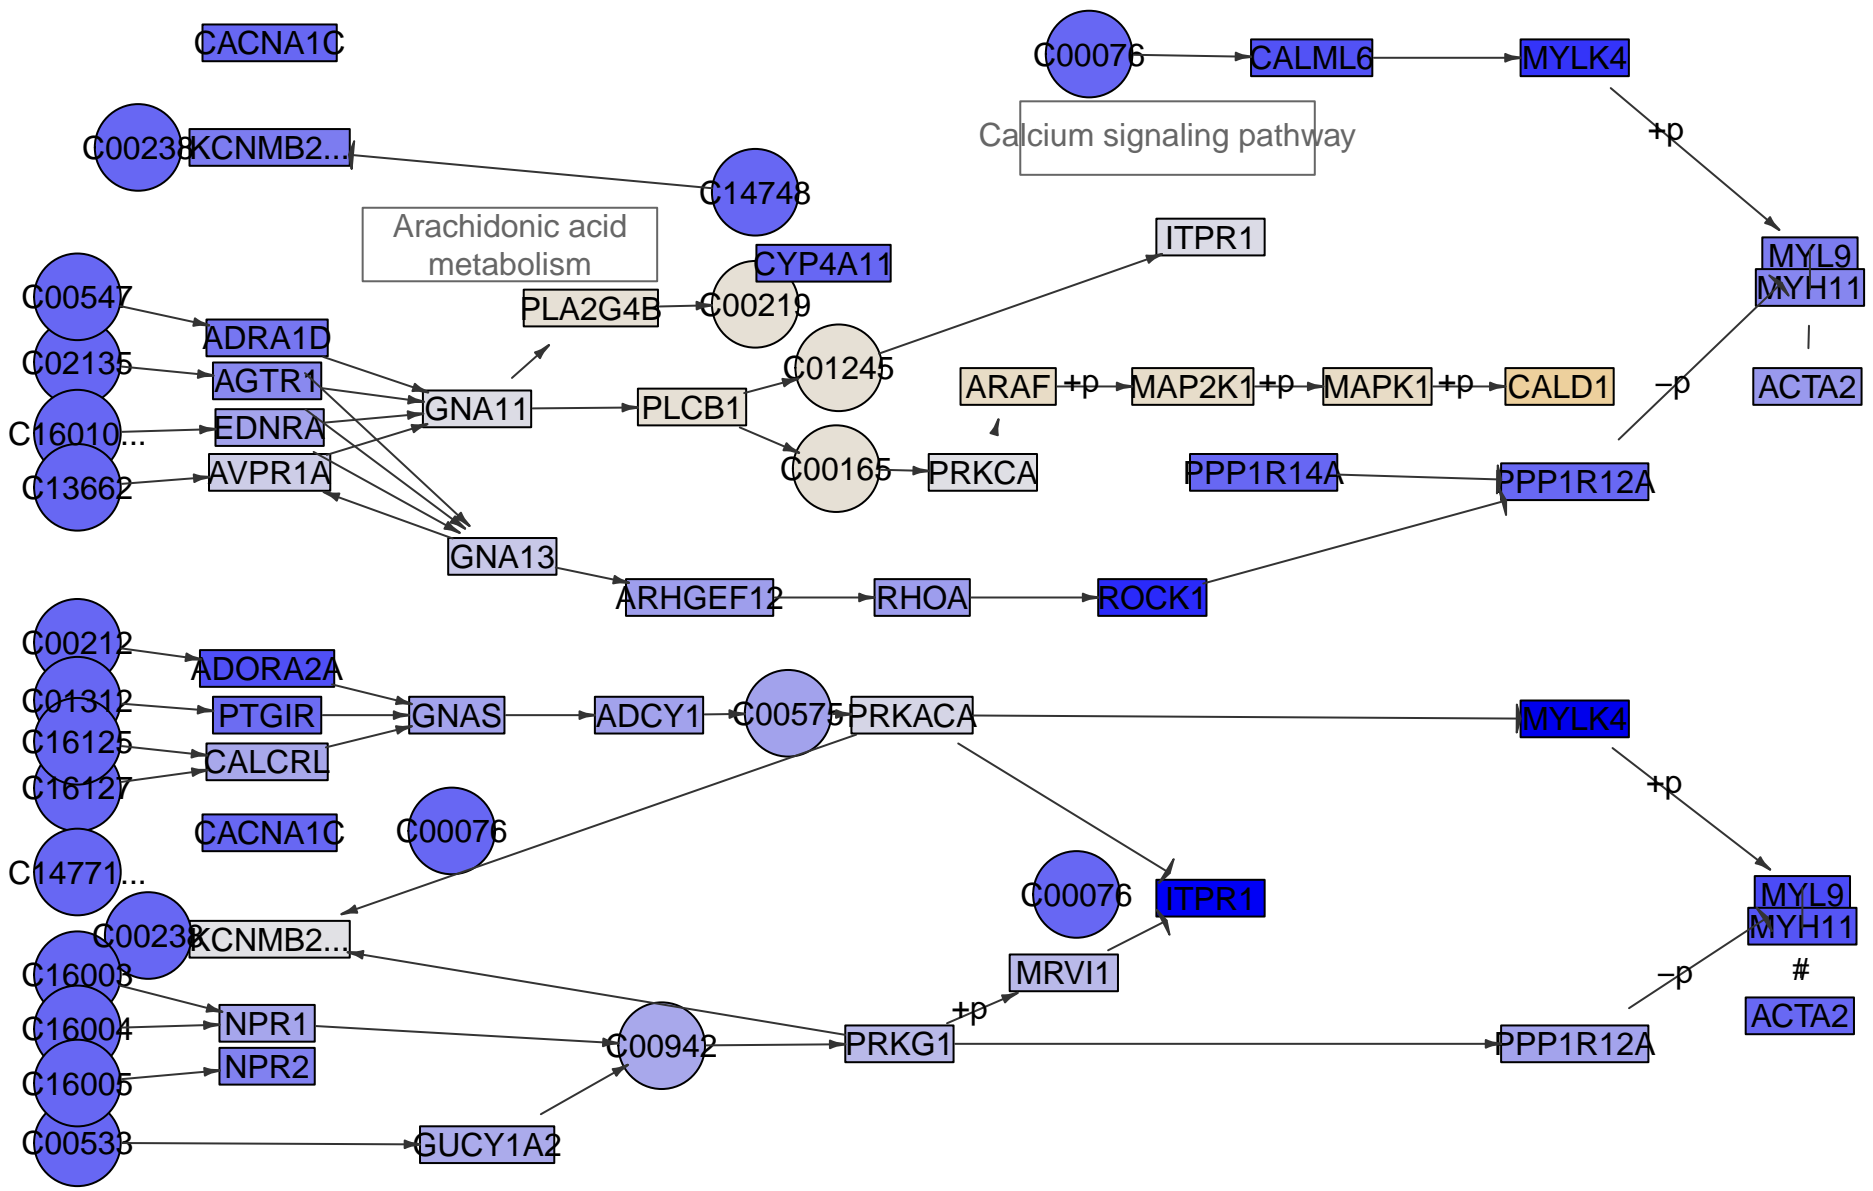 CACNA1C
C00076
CALML6
MYLK4
+p
C00238
KCNMB2...
C14748
Calcium signaling pathway
Arachidonic acid
metabolism
ITPR1
MYL9
MYH11
CYP4A11
C00547
PLA2G4B
C00219
ADRA1D
C02135
AGTR1
C01245
ARAF
+p
MAP2K1
+p
MAPK1
+p
CALD1
–p
ACTA2
GNA11
PLCB1
C16010...
EDNRA
C13662
AVPR1A
C00165
PRKCA
PPP1R14A
PPP1R12A
GNA13
ARHGEF12
RHOA
ROCK1
C00212
ADORA2A
C01312
PTGIR
GNAS
ADCY1
C00575
PRKACA
MYLK4
C16125
CALCRL
C16127
+p
CACNA1C
C00076
C14771...
C00076
ITPR1
MYL9
MYH11
C00238
KCNMB2...
C16003
MRVI1
–p
#
+p
ACTA2
C16004
NPR1
C00942
PRKG1
PPP1R12A
NPR2
C16005
C00533
GUCY1A2